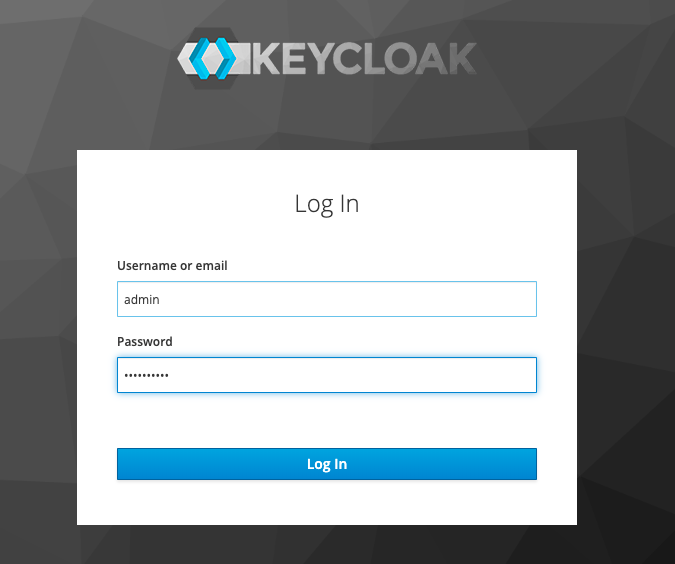 KEYCLOAK
Log In
Username or email
admin
Password
••••••••••
Log In